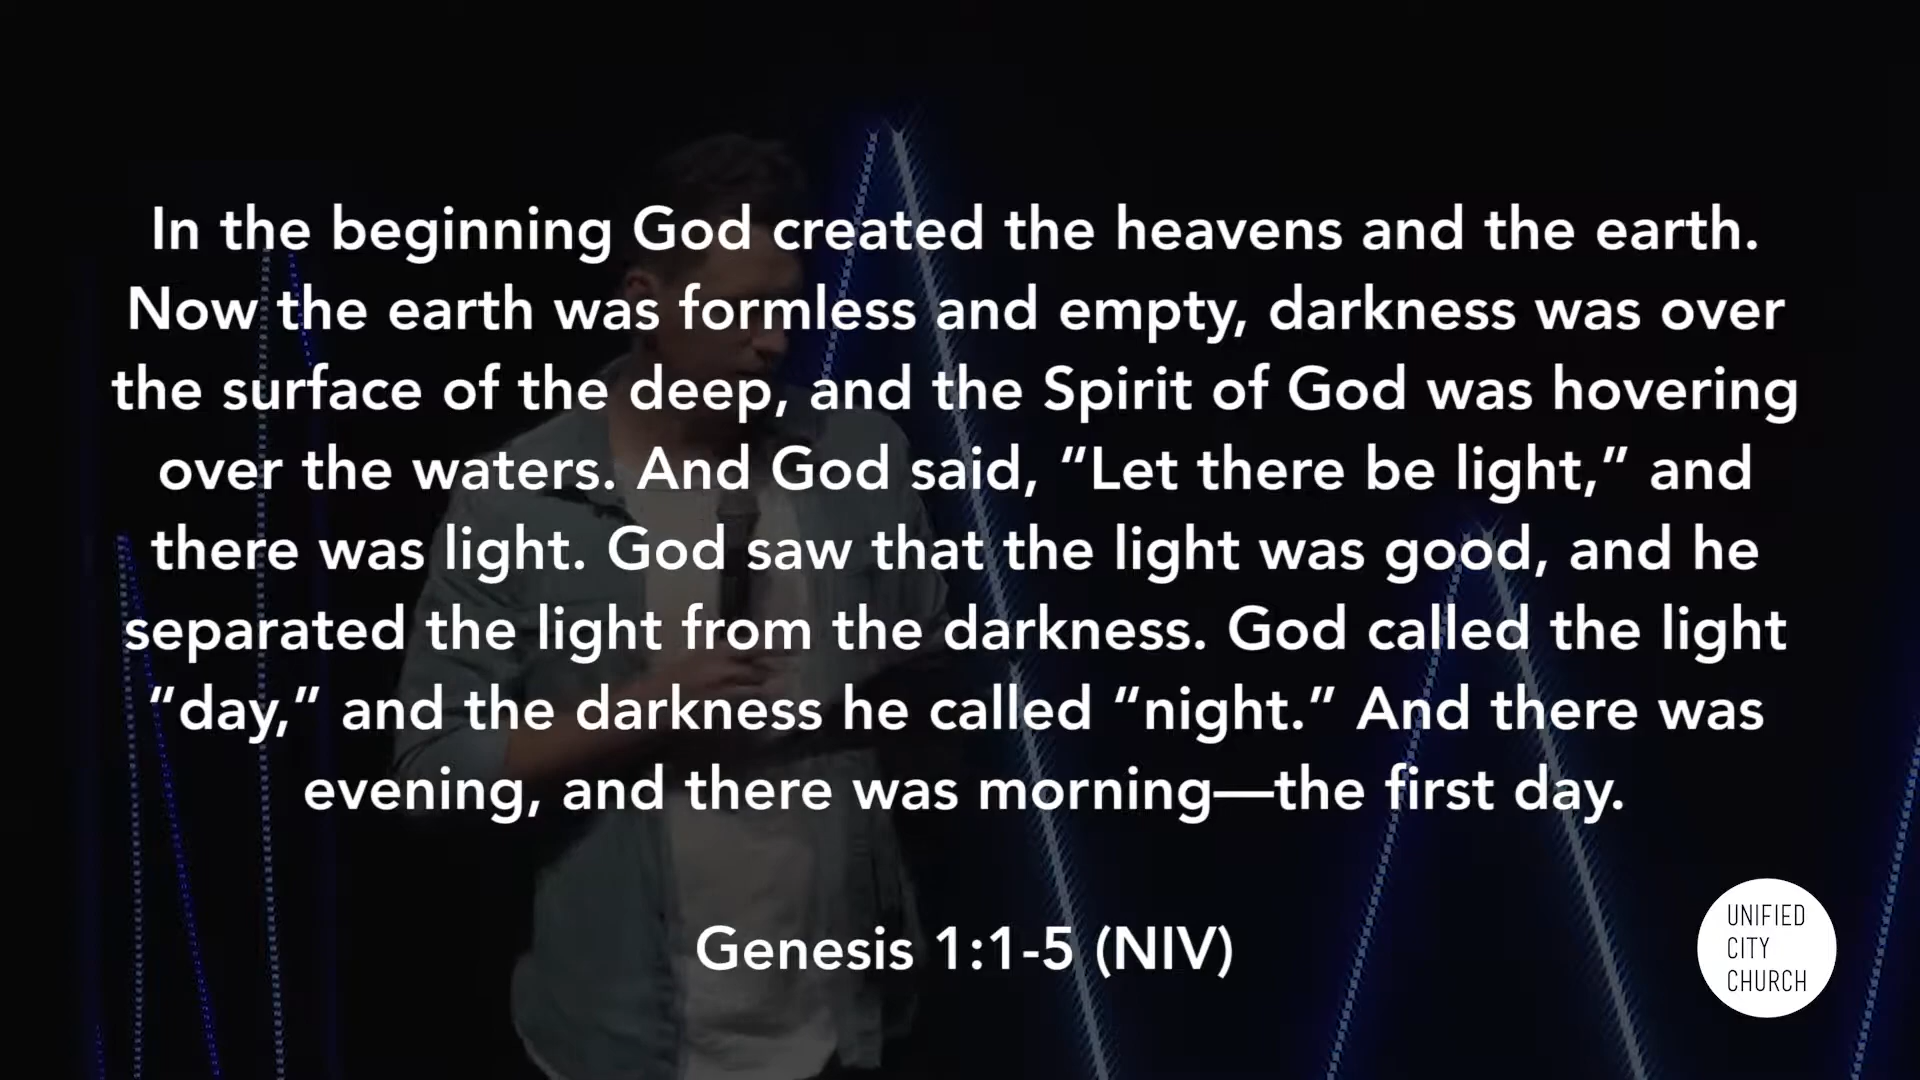 In the beginning God created the heavens and the earth.
Now the earth was formless and empty, darkness was over
the surface of the deep, and the Spirit of God was hovering
over the waters. And God said, “Let there be light,” and
there was light. God saw that the light was good, and he
separated the light from the darkness. God called the light
“day,” and the darkness he called “night.” And there was
evening, and there was morning—the first day.
Genesis 1:1-5 (NIV)
UNIFIED
CITY
CHURCH